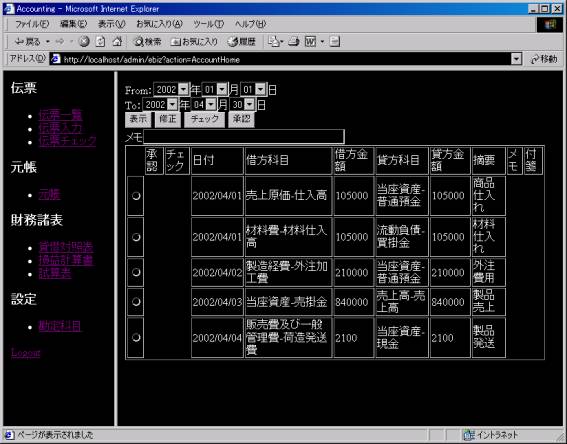 Accounting - Microsoft Internet Explorer
ファイル(F) 編集(E) 表示(V) お気に入り(A) ツール(T) ヘルプ(H)
戻る 検索 お気に入り 履歴
アドレス(D) http://localhost/admin/ebiz?action=AccountHome 移動
伝票
伝票一覧
伝票入力
伝票チェック
元帳
元帳
財務諸表
貸借対照表
損益計算書
試算表
設定
勘定科目
Logout
From: 2002 年 01 月 01 日
To: 2002 年 04 月 30 日
表示 修正 チェック 承認
メモ
承認 チェック 日付 借方科目 借方金額 貸方科目 貸方金額 摘要 メモ 付箋
2002/04/01 売上原価-仕入高 105000 当座資産-普通預金 105000 商品仕入れ
2002/04/01 材料費-材料仕入高 105000 流動負債-買掛金 105000 材料仕入れ
2002/04/02 製造経費-外注加工費 210000 当座資産-普通預金 210000 外注費用
2002/04/03 当座資産-売掛金 840000 売上高-売上高 840000 製品売上
2002/04/04 販売費及び一般管理費-荷造発送費 2100 当座資産-現金 2100 製品発送
ページが表示されました イントラネット